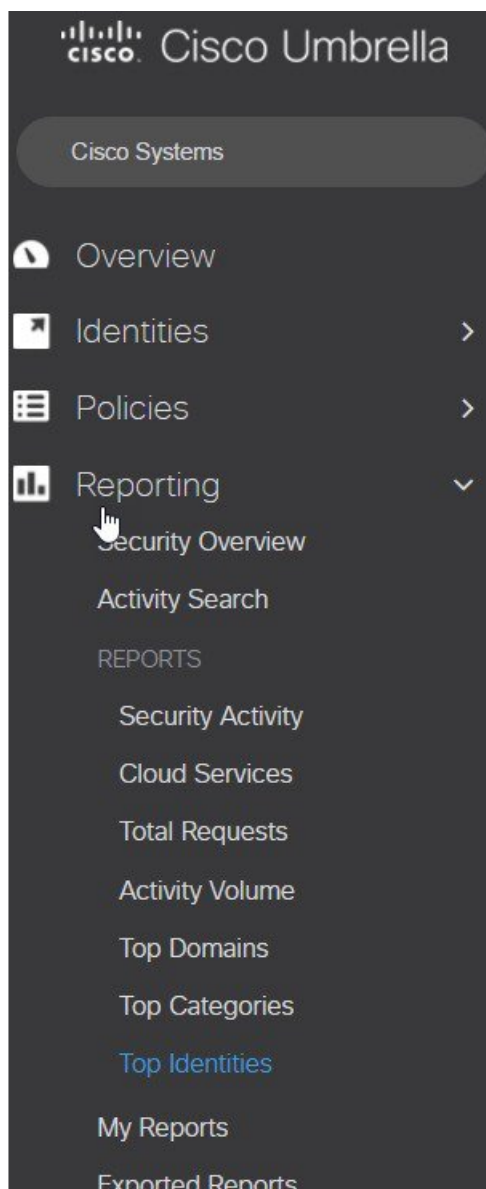 cisco. Cisco Umbrella
Cisco Systems
Overview
Identities
Policies
Reporting
Security Overview
Activity Search
REPORTS
Security Activity
Cloud Services
Total Requests
Activity Volume
Top Domains
Top Categories
Top Identities
My Reports
Exported Reports